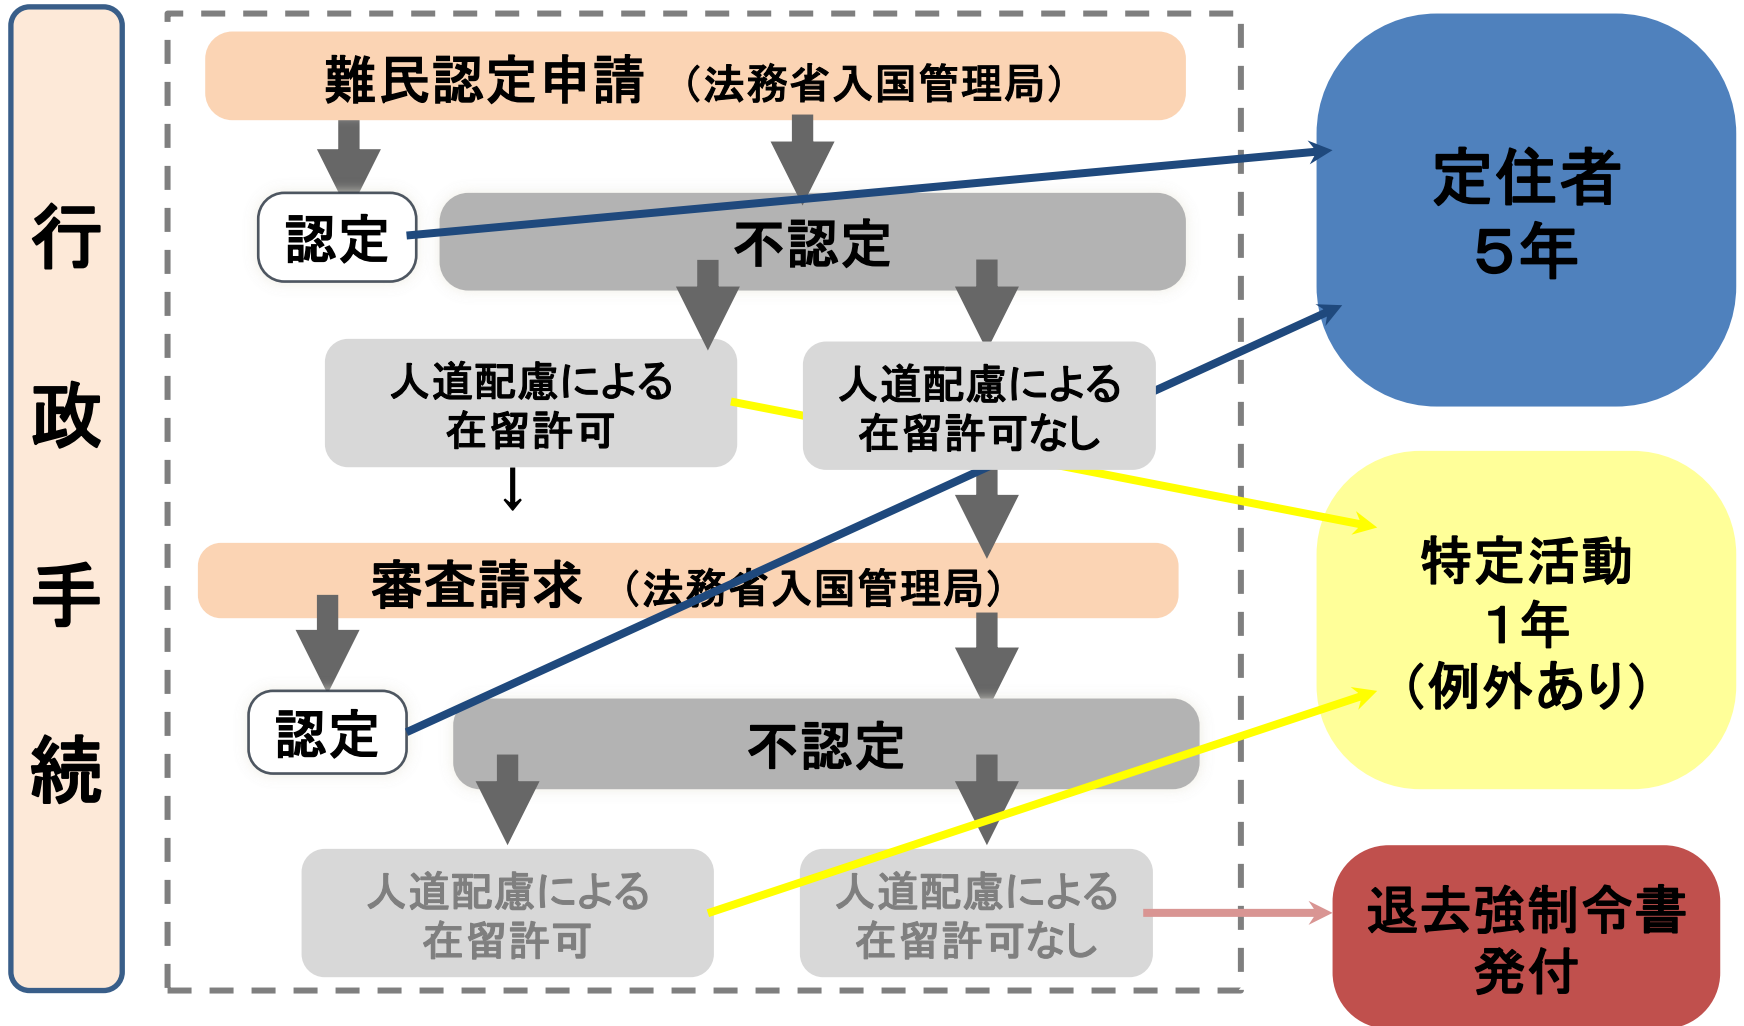 行政手続
難民認定申請 （法務省入国管理局）
認定
不認定
人道配慮による
在留許可
人道配慮による
在留許可なし
↓
審査請求 （法務省入国管理局）
認定
不認定
人道配慮による
在留許可
人道配慮による
在留許可なし
定住者
５年
特定活動
１年
（例外あり）
退去強制令書
発付